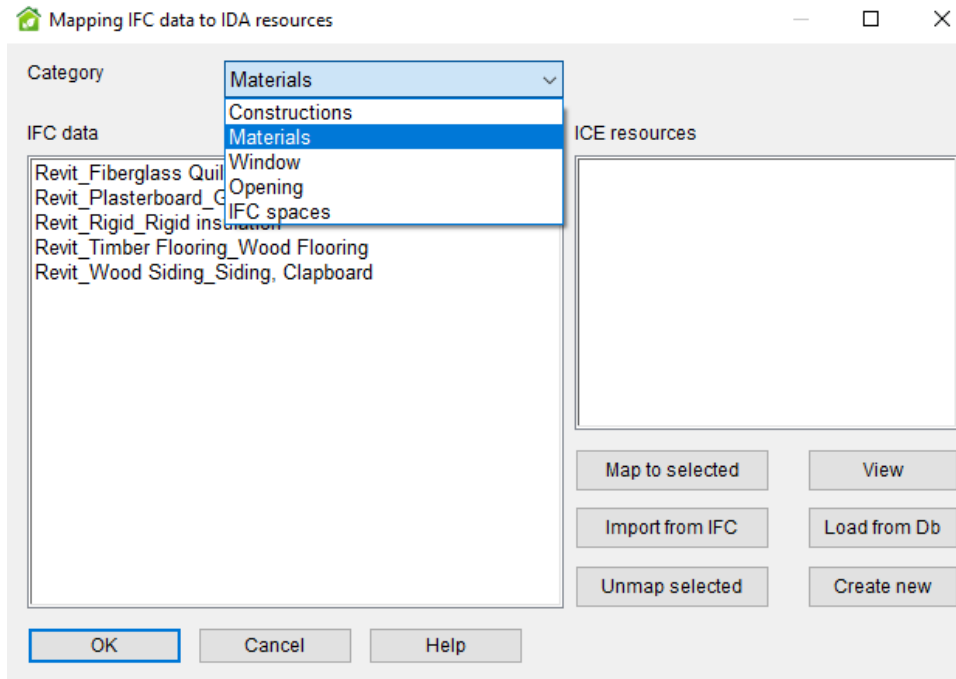 Mapping IFC data to IDA resources
Category
Materials
Constructions
Materials
Window
Opening
IFC spaces
IFC data
Revit_Fiberglass Quil
Revit_Plasterboard_G
Revit_Rigid_Rigid insulation
Revit_Timber Flooring_Wood Flooring
Revit_Wood Siding_Siding, Clapboard
ICE resources
Map to selected
View
Import from IFC
Load from Db
Unmap selected
Create new
OK
Cancel
Help